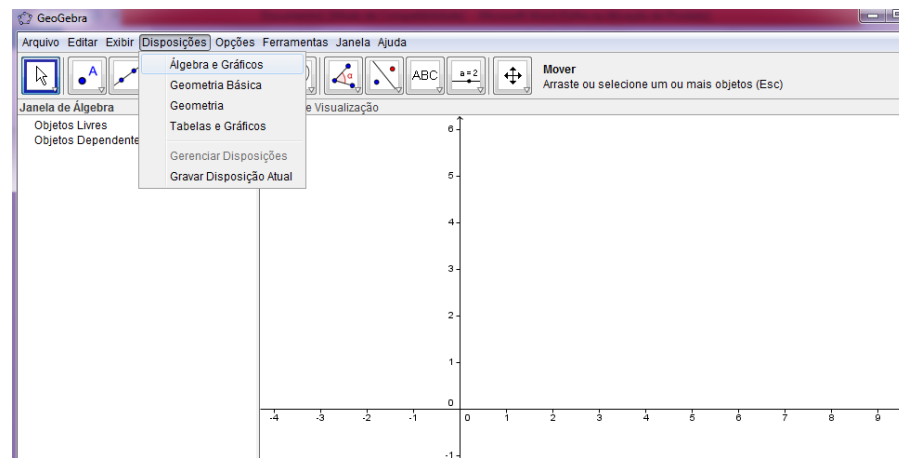 GeoGebra
Arquivo Editar Exibir Disposições Opções Ferramentas Janela Ajuda
Álgebra e Gráficos
Geometria Básica
Geometria
Tabelas e Gráficos
Gerenciar Disposições
Gravar Disposição Atual
A
α
ABC
a=2
Mover
Arraste ou selecione um ou mais objetos (Esc)
Janela de Álgebra
e Visualização
Objetos Livres
Objetos Dependente
6
5
4
3
2
1
0
-4 -3 -2 -1 0 1 2 3 4 5 6 7 8 9
-1